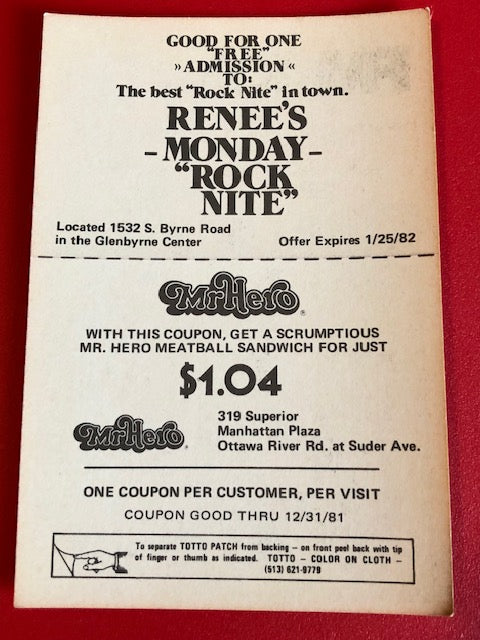 GOOD FOR ONE
"FREE"
» ADMISSION «
TO:
The best "Rock Nite" in town.
RENEE'S
- MONDAY -
"ROCK
NITE"
Located 1532 S. Byrne Road
in the Glenbyrne Center
Offer Expires 1/25/82
Mr Hero®
WITH THIS COUPON, GET A SCRUMPTIOUS
MR. HERO MEATBALL SANDWICH FOR JUST
$1.04
Mr Hero®
319 Superior
Manhattan Plaza
Ottawa River Rd. at Suder Ave.
ONE COUPON PER CUSTOMER, PER VISIT
COUPON GOOD THRU 12/31/81
To separate TOTTO PATCH from backing — on front peel back with tip
of finger or thumb as indicated. TOTTO — COLOR ON CLOTH —
(513) 621-9779